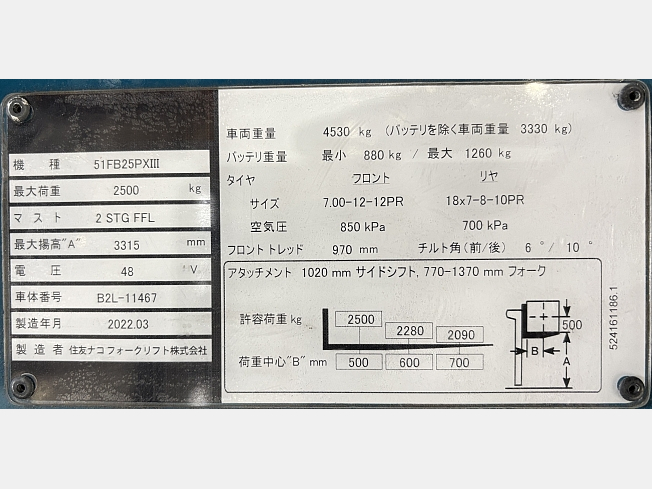 機 種 51FB25PXⅢ
最大荷重 2500 kg
マ ス ト 2 STG FFL
最大揚高"A" 3315 mm
電 圧 48 V
車体番号 B2L-11467
製造年月 2022.03
製 造 者 住友ナコ フォークリフト株式会社
車両重量 4530 kg (バッテリを除く車両重量 3330 kg)
バッテリ重量 最小 880 kg / 最大 1260 kg
タイヤ フロント リヤ
サイズ 7.00-12-12PR 18x7-8-10PR
空気圧 850 kPa 700 kPa
フロント トレッド 970 mm チルト角(前/後) 6 ° / 10 °
アタッチメント 1020 mm サイドシフト, 770-1370 mm フォーク
許容荷重 kg 2500 2280 2090
荷重中心"B" mm 500 600 700
500
B
A
524161186.1